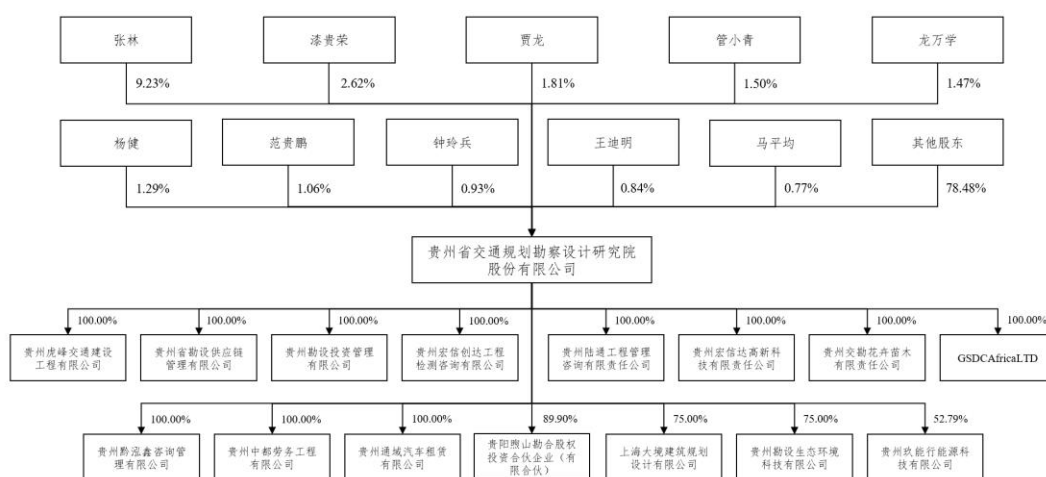 张林
漆贵荣
贾龙
管小青
龙万学
9.23%
2.62%
1.81%
1.50%
1.47%
杨健
范贵鹏
钟玲兵
王迪明
马平均
其他股东
1.29%
1.06%
0.93%
0.84%
0.77%
78.48%
贵州省交通规划勘察设计研究院
股份有限公司
100.00%
100.00%
100.00%
100.00%
100.00%
100.00%
100.00%
100.00%
贵州虎峰交通建设
工程有限公司
贵州省勘设供应链
管理有限公司
贵州勘设投资管理
有限公司
贵州宏信创达工程
检测咨询有限公司
贵州陆通工程管理
咨询有限责任公司
贵州宏信达高新科
技有限责任公司
贵州交勘花卉苗木
有限责任公司
GSDCAfricaLTD
100.00%
100.00%
100.00%
89.90%
75.00%
75.00%
52.79%
贵州黔泓鑫咨询管
理有限公司
贵州中都劳务工程
有限公司
贵州通域汽车租赁
有限公司
贵阳煦山勘合股权
投资合伙企业（有
限合伙）
上海大境建筑规划
设计有限公司
贵州勘设生态环境
科技有限公司
贵州玖能行能源科
技有限公司